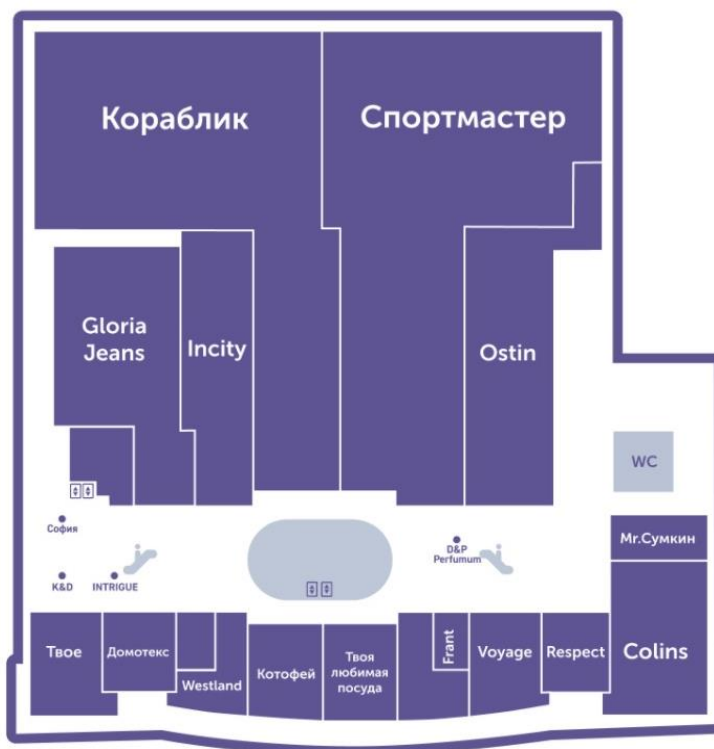 Кораблик
Спортмастер
Gloria
Jeans
Incity
Ostin
WC
София
D&P
Perfumum
Mr.Сумкин
K&D
INTRIGUE
Твое
Домотекс
Westland
Котофей
Твоя
любимая
посуда
Frant
Voyage
Respect
Colins